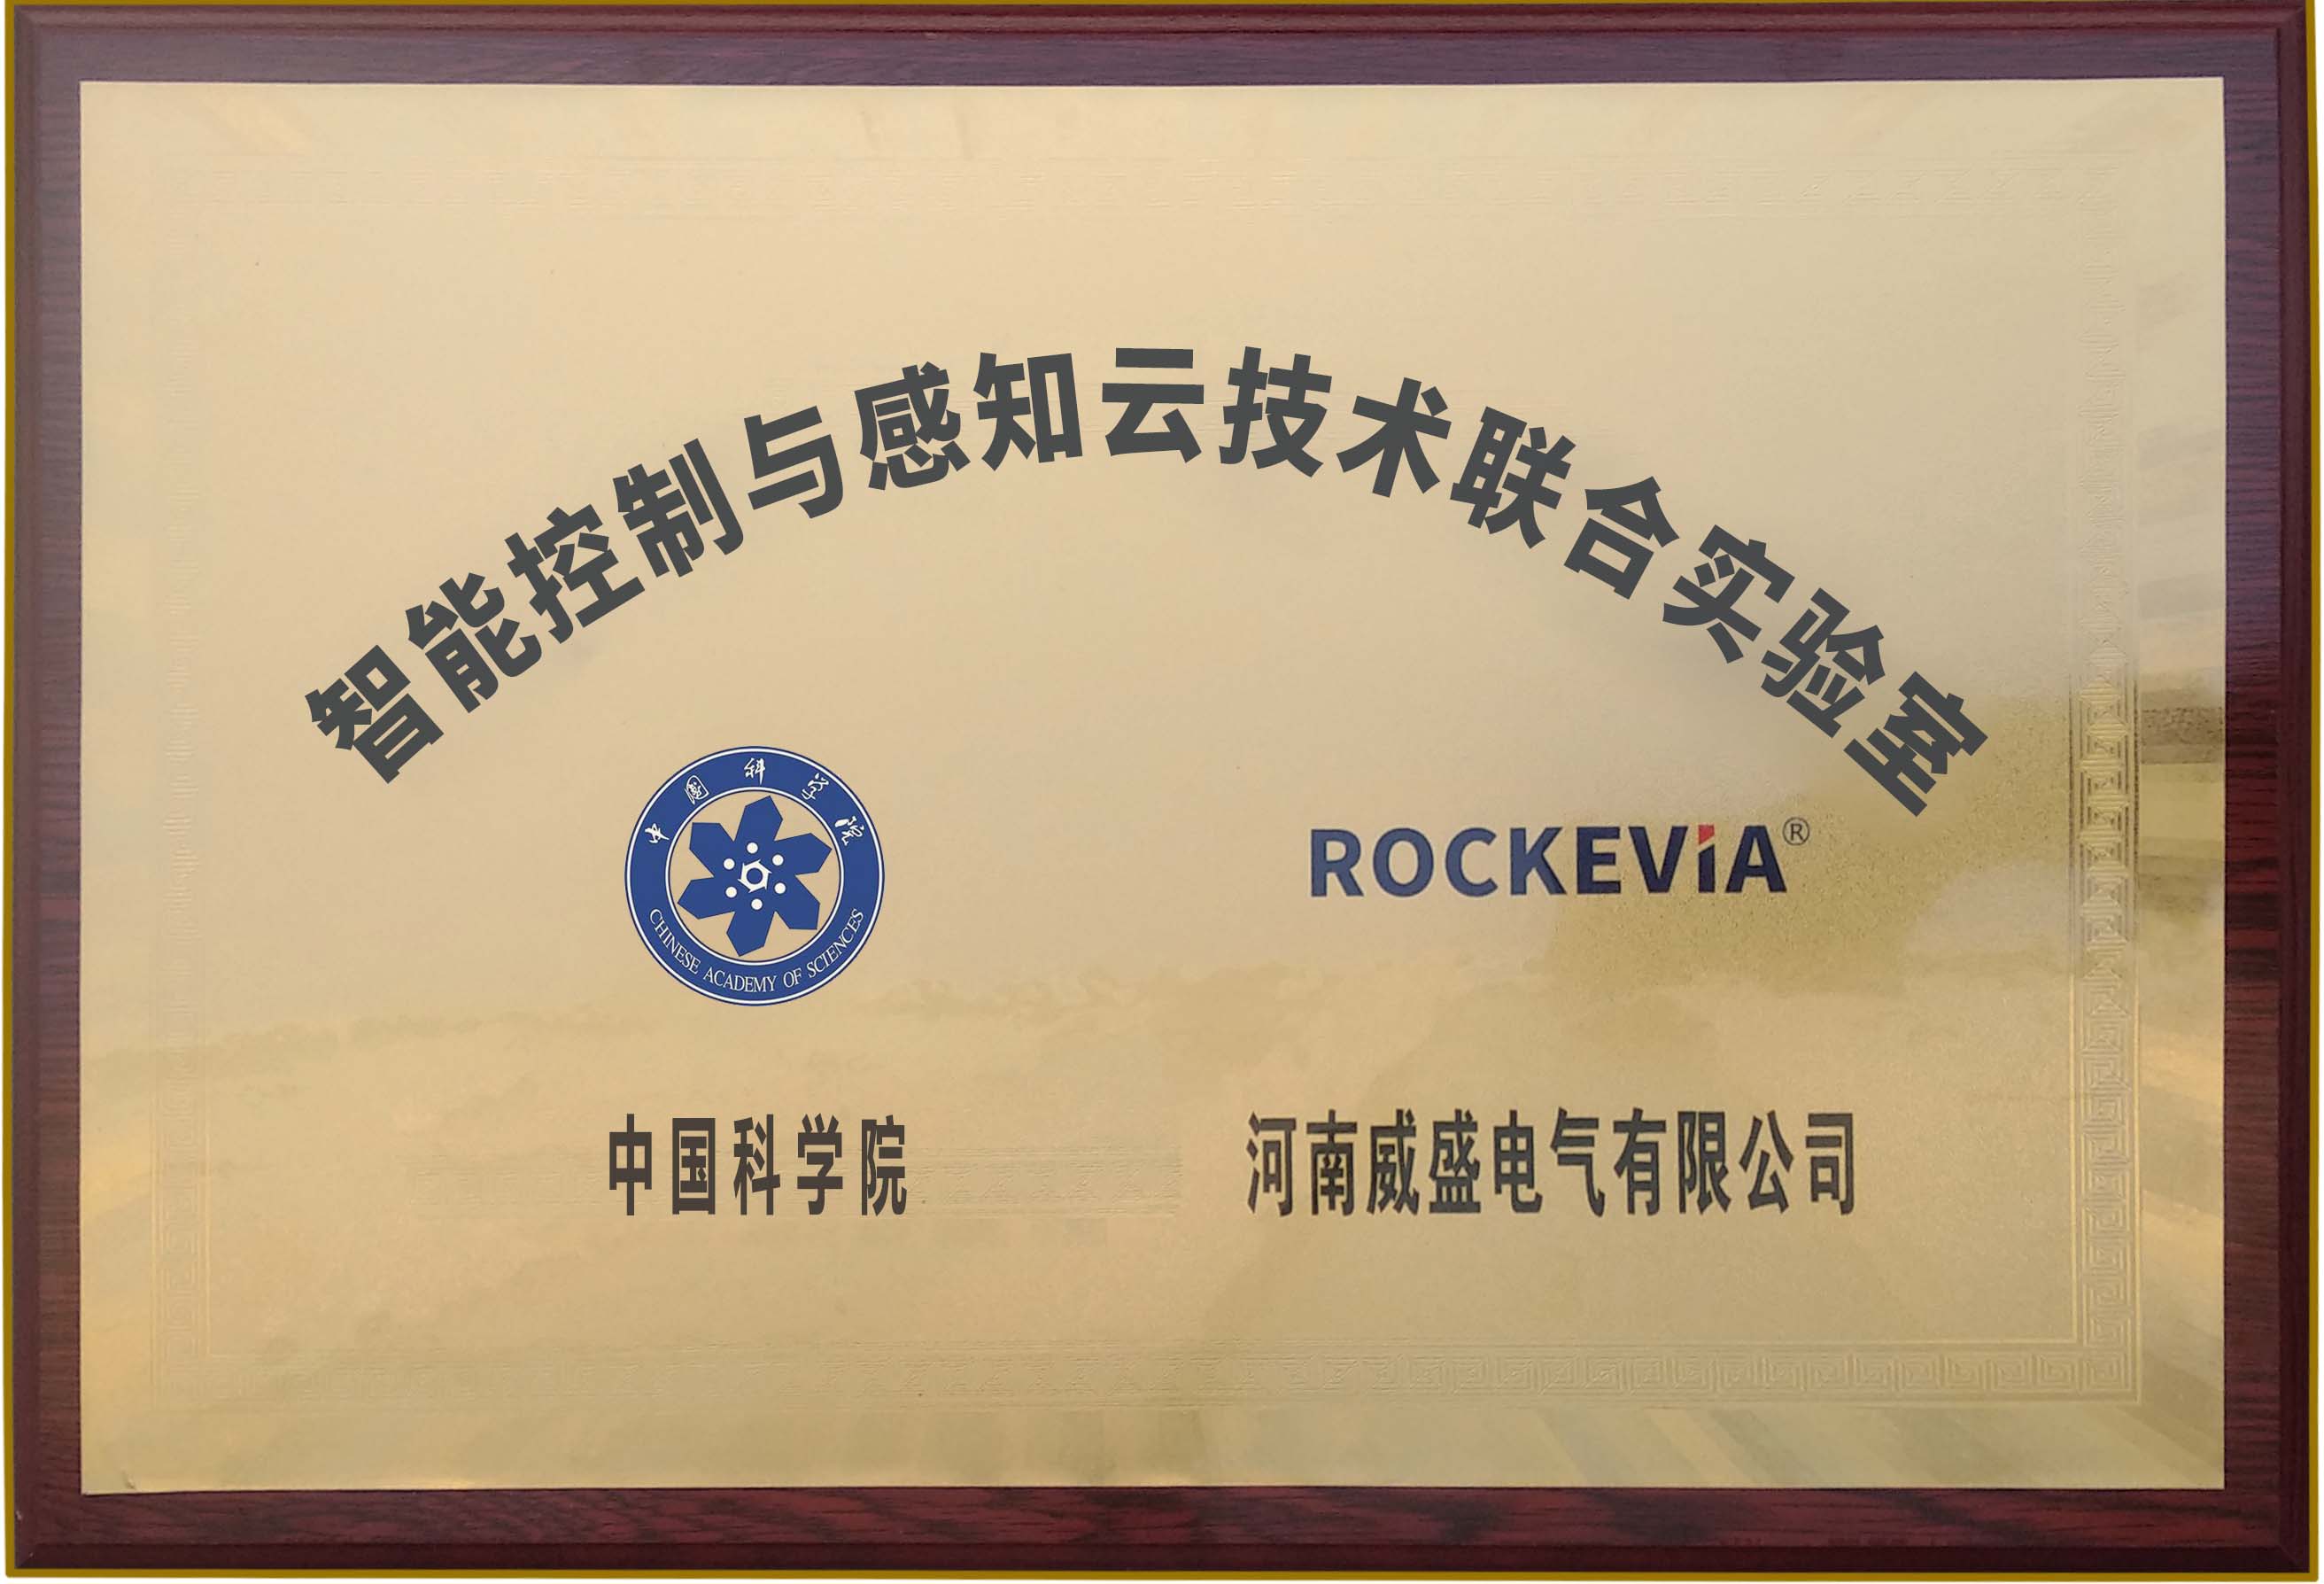 智能控制与感知云技术联合实验室
中國科学院
CHINESE ACADEMY OF SCIENCES
ROCKEViA®
中国科学院
河南威盛电气有限公司